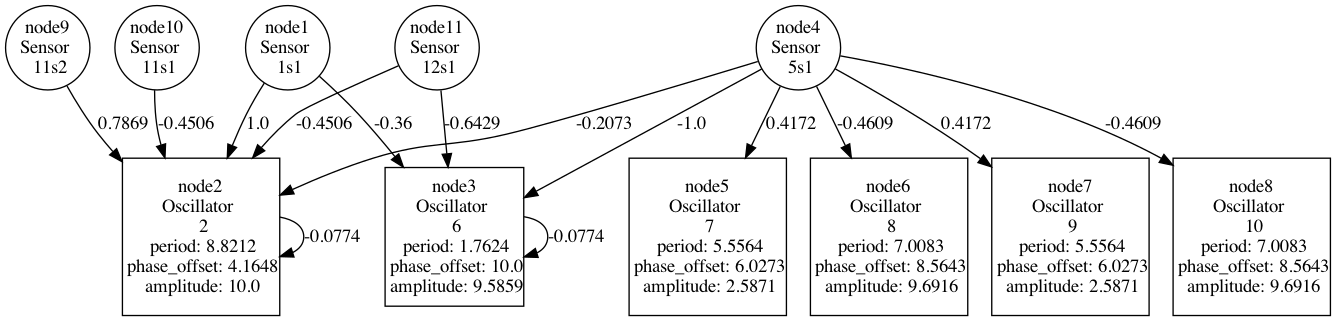 node9
Sensor
11s2
node10
Sensor
11s1
node1
Sensor
1s1
node11
Sensor
12s1
node4
Sensor
5s1
0.7869
-0.4506
1.0
-0.4506
-0.36
-0.6429
-0.2073
-1.0
0.4172
-0.4609
0.4172
-0.4609
node2
Oscillator
2
period: 8.8212
phase_offset: 4.1648
amplitude: 10.0
-0.0774
node3
Oscillator
6
period: 1.7624
phase_offset: 10.0
amplitude: 9.5859
-0.0774
node5
Oscillator
7
period: 5.5564
phase_offset: 6.0273
amplitude: 2.5871
node6
Oscillator
8
period: 7.0083
phase_offset: 8.5643
amplitude: 9.6916
node7
Oscillator
9
period: 5.5564
phase_offset: 6.0273
amplitude: 2.5871
node8
Oscillator
10
period: 7.0083
phase_offset: 8.5643
amplitude: 9.6916